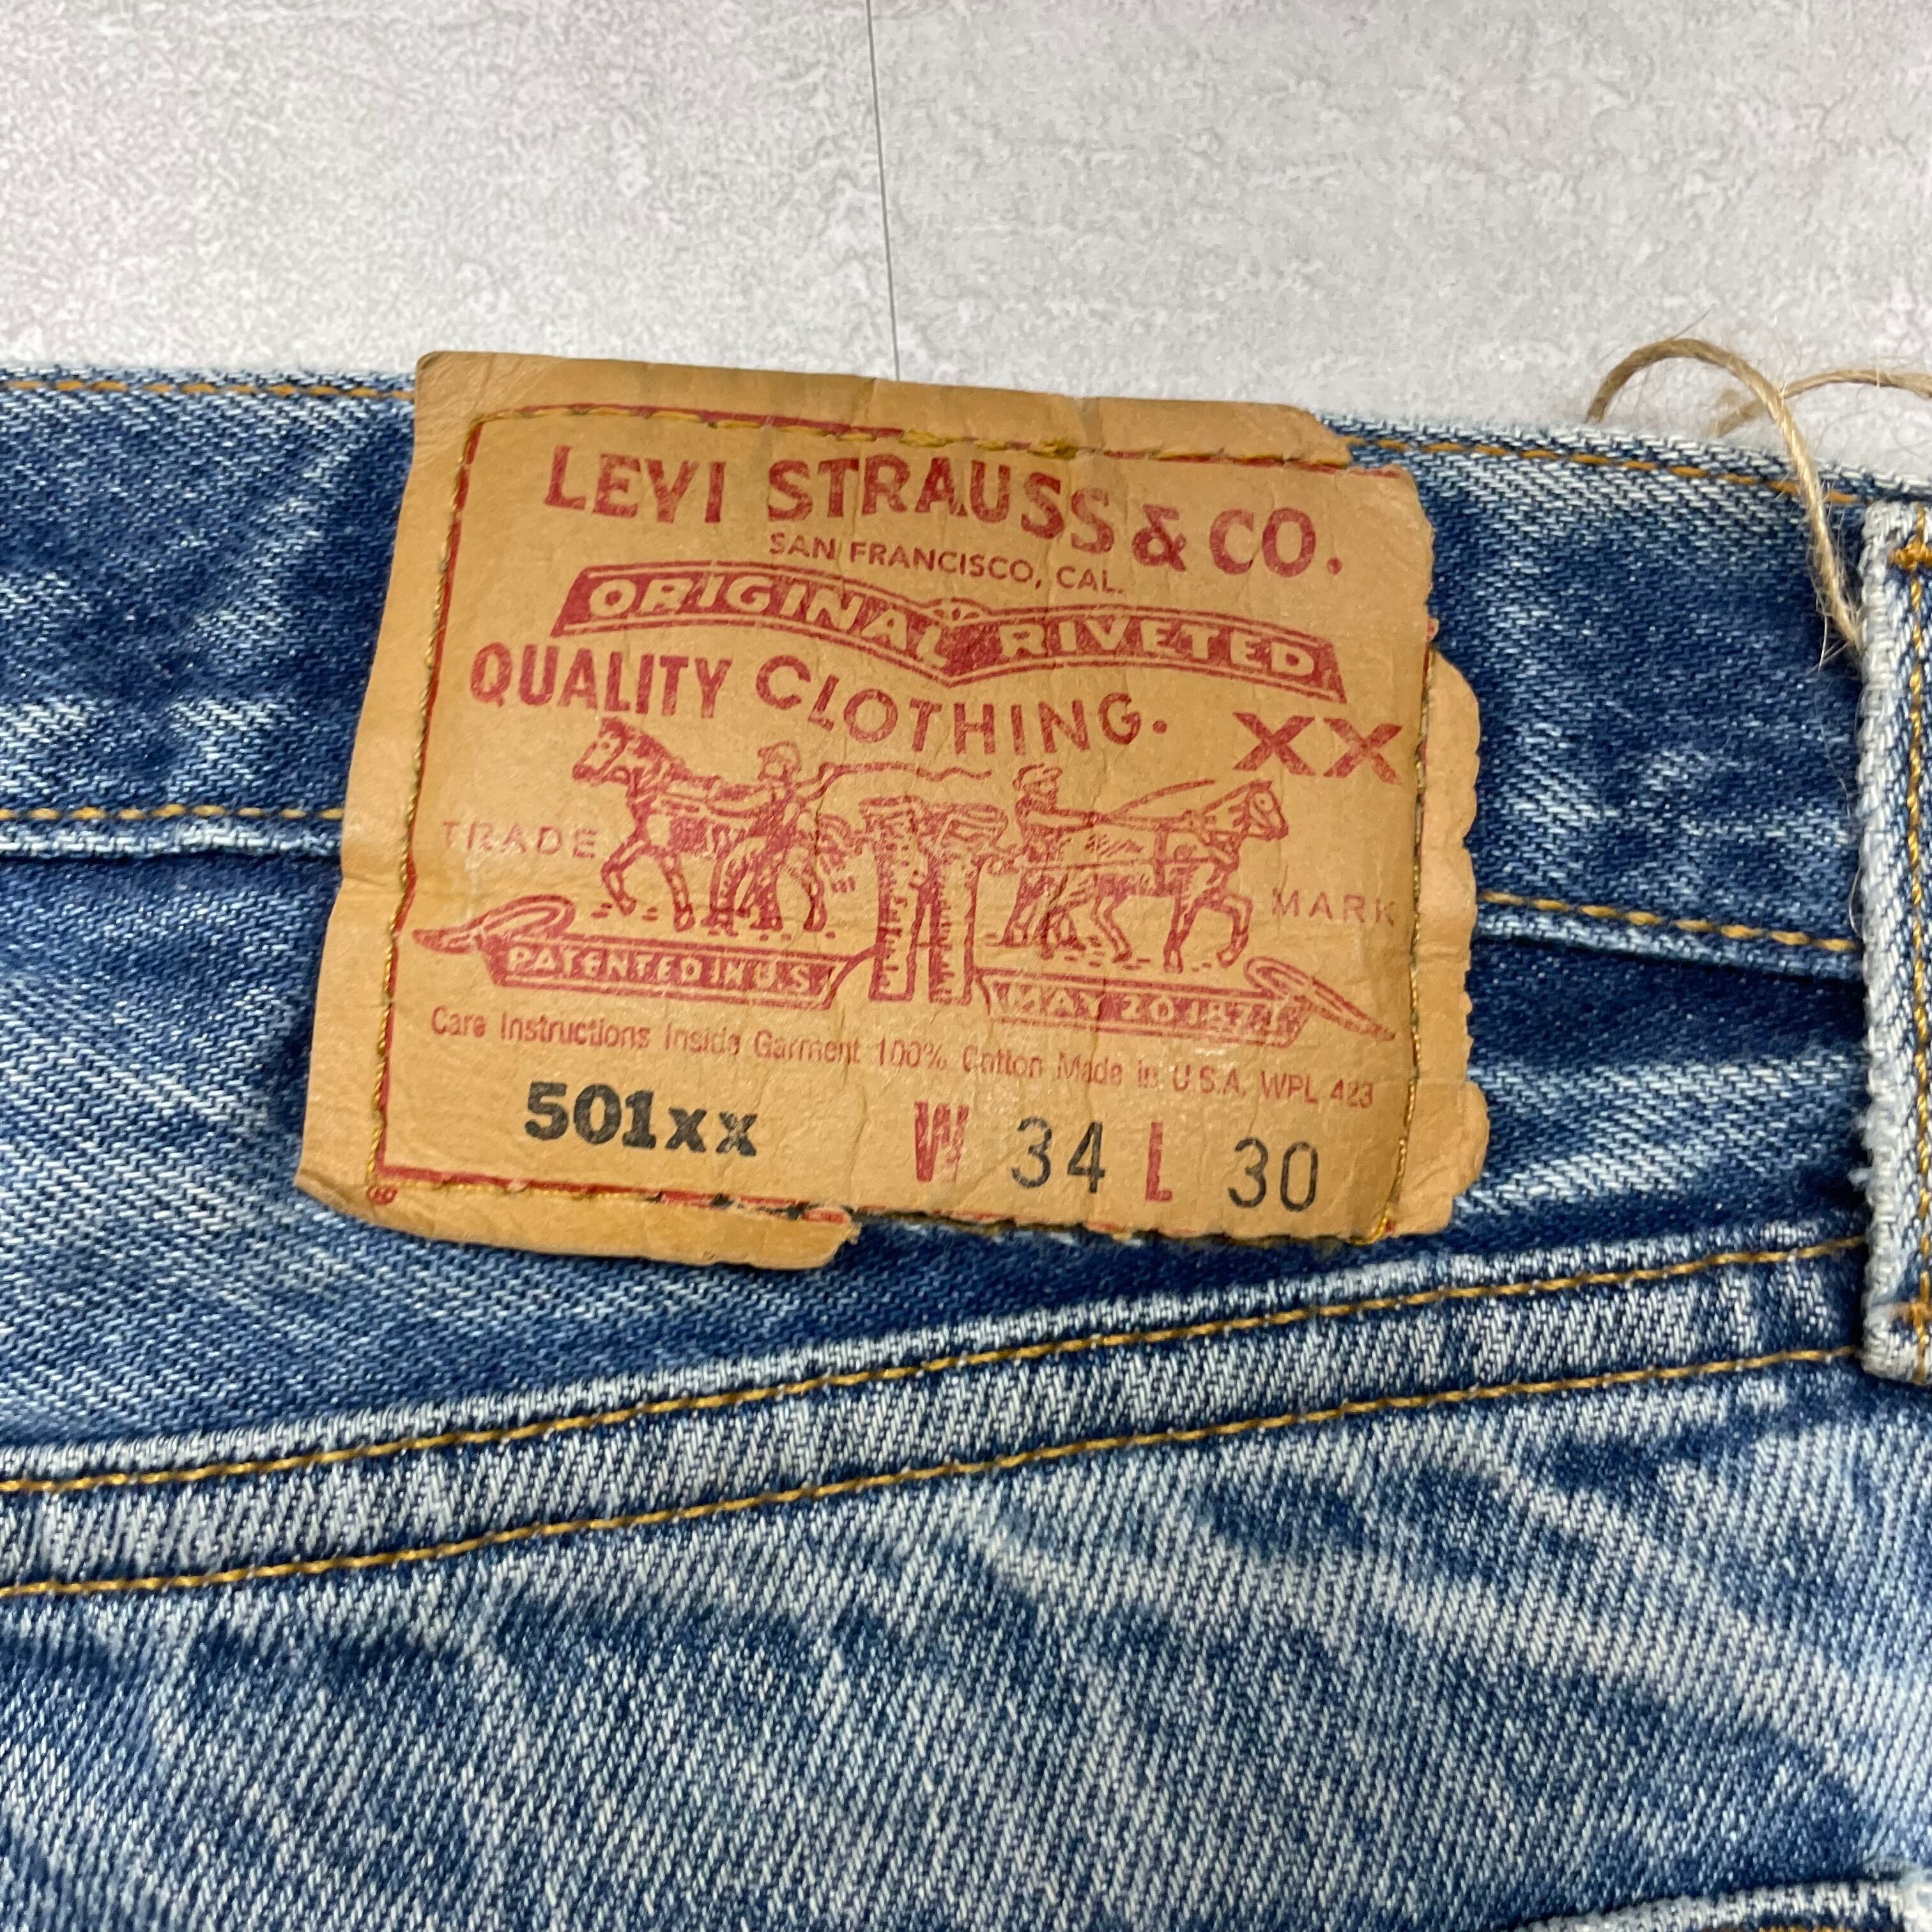 LEVI STRAUSS & CO.
SAN FRANCISCO, CAL.
ORIGINAL RIVETED
QUALITY CLOTHING.
XX
TRADE MARK
PATENTED IN U.S. MAY 20 1873
Care Instructions Inside Garment 100% Cotton Made in U.S.A. WPL 423
501xx W 34 L 30